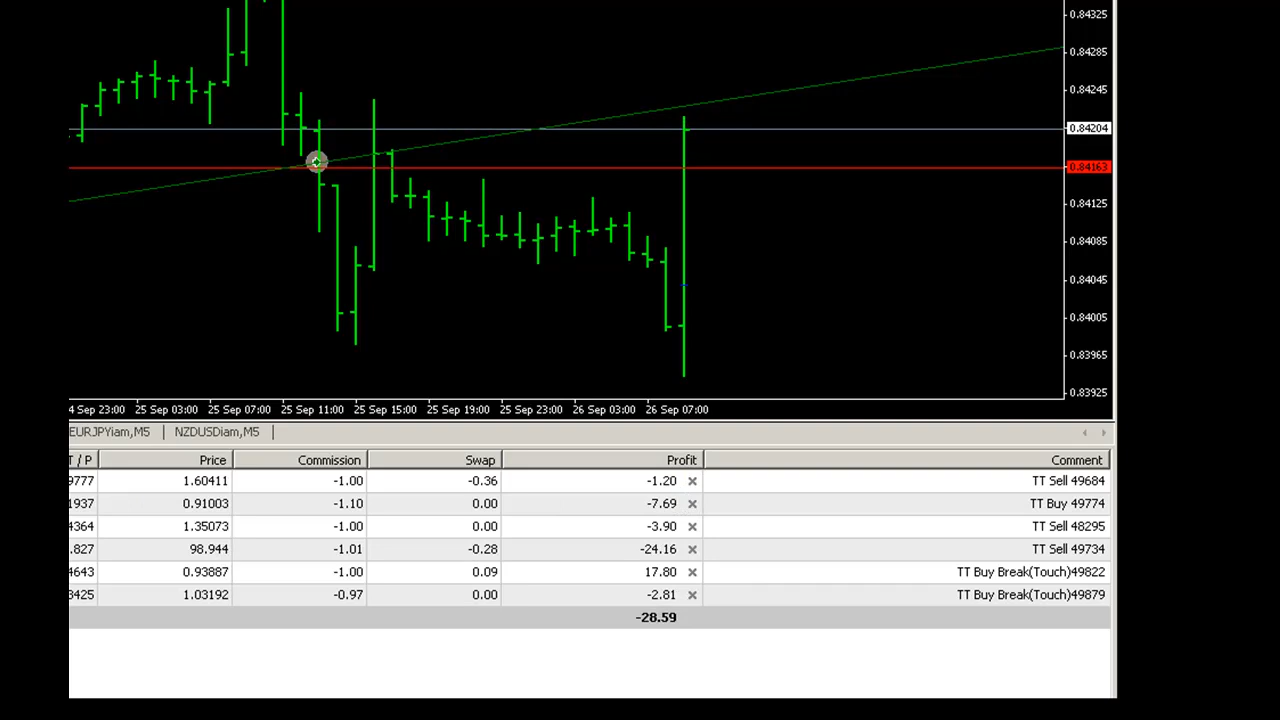 0.84325
0.84285
0.84245
0.84204
0.84163
0.84125
0.84085
0.84045
0.84005
0.83965
0.83925
4 Sep 23:00 25 Sep 03:00 25 Sep 07:00 25 Sep 11:00 25 Sep 15:00 25 Sep 19:00 25 Sep 23:00 26 Sep 03:00 26 Sep 07:00
EURJPYiam,M5 | NZDUSDiam,M5 |
T / P Price Commission Swap Profit Comment
9777 1.60411 -1.00 -0.36 -1.20 TT Sell 49684
1937 0.91003 -1.10 0.00 -7.69 TT Buy 49774
4364 1.35073 -1.00 0.00 -3.90 TT Sell 48295
.827 98.944 -1.01 -0.28 -24.16 TT Sell 49734
4643 0.93887 -1.00 0.09 17.80 TT Buy Break(Touch)49822
3425 1.03192 -0.97 0.00 -2.81 TT Buy Break(Touch)49879
-28.59